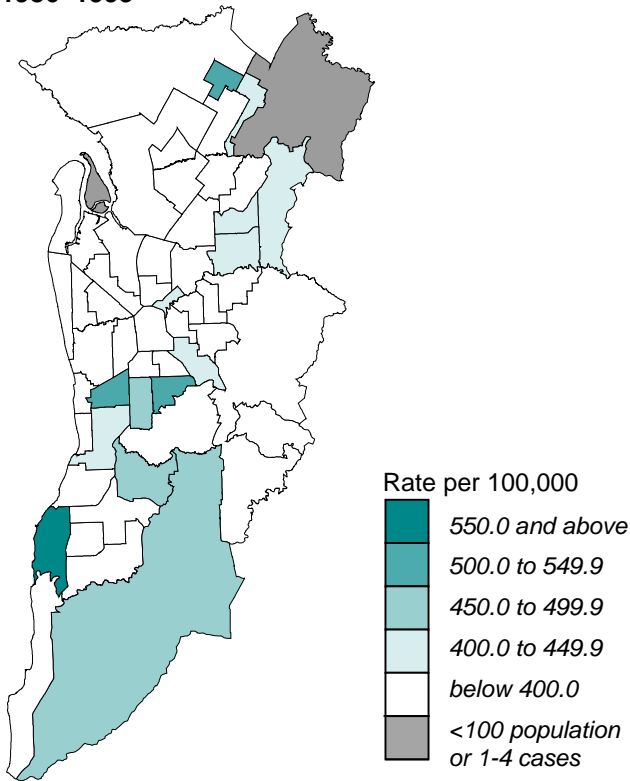 Rate per 100,000
550.0 and above
500.0 to 549.9
450.0 to 499.9
400.0 to 449.9
below 400.0
<100 population
or 1-4 cases